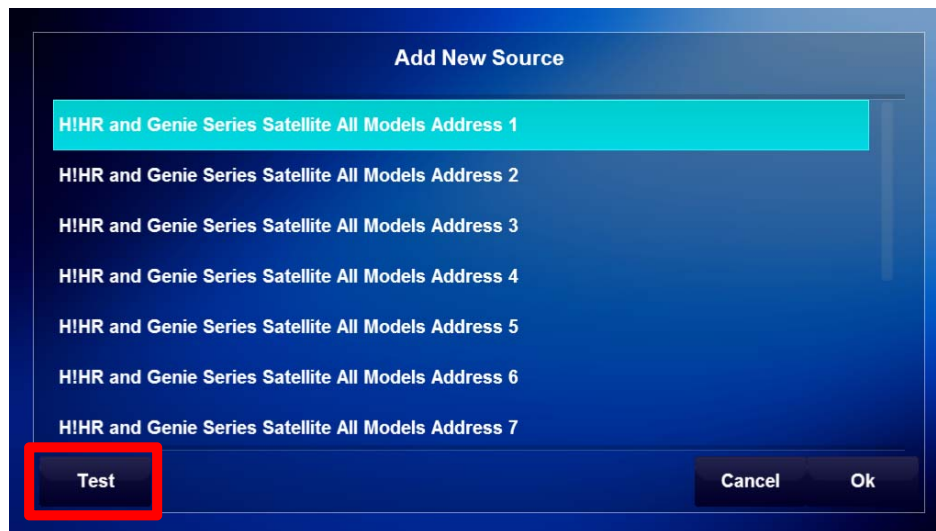 Add New Source
H!HR and Genie Series Satellite All Models Address 1
H!HR and Genie Series Satellite All Models Address 2
H!HR and Genie Series Satellite All Models Address 3
H!HR and Genie Series Satellite All Models Address 4
H!HR and Genie Series Satellite All Models Address 5
H!HR and Genie Series Satellite All Models Address 6
H!HR and Genie Series Satellite All Models Address 7
Test Cancel Ok